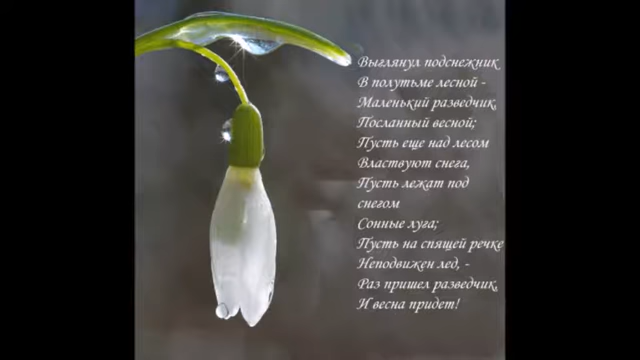 Выглянул подснежник
В полутьме лесной -
Маленький разведчик,
Посланный весной;
Пусть еще над лесом
Властвуют снега,
Пусть лежат под
снегом
Сонные луга;
Пусть на спящей речке
Неподвижен лед, -
Раз пришел разведчик,
И весна придет!